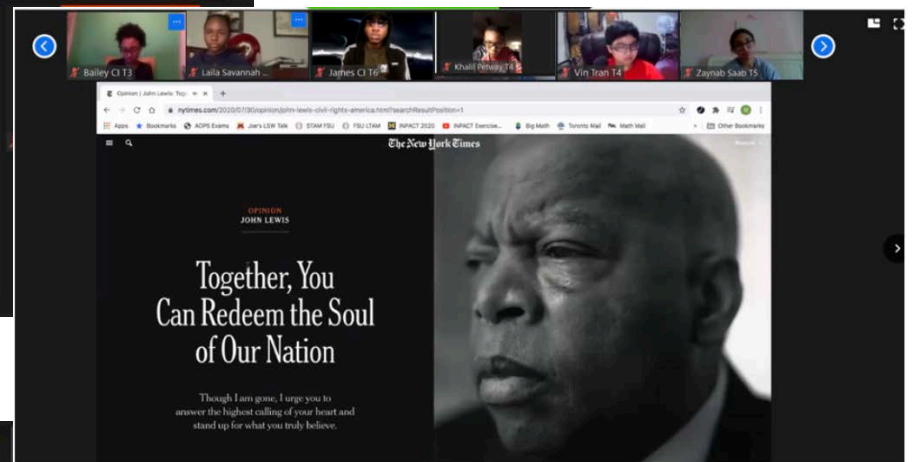 Bailey CI T3
Laila Savannah ...
James CI T6
Khalil Petway T4
Vin Tran T4
Zaynab Saab T5
Opinion | John Lewis: Tog
nytimes.com/2020/07/30/opinion/john-lewis-civil-rights-america.html?searchResultPosition=1
Apps Bookmarks AOPS Exams Joe's LSW Talk STAM FSU FSU LTAM INPACT 2020 INPACT Exercise... Big Math Toronto Mail Math Mail Other Bookmarks
The New York Times
OPINION
JOHN LEWIS
Together, You
Can Redeem the Soul
of Our Nation
Though I am gone, I urge you to
answer the highest calling of your heart and
stand up for what you truly believe.